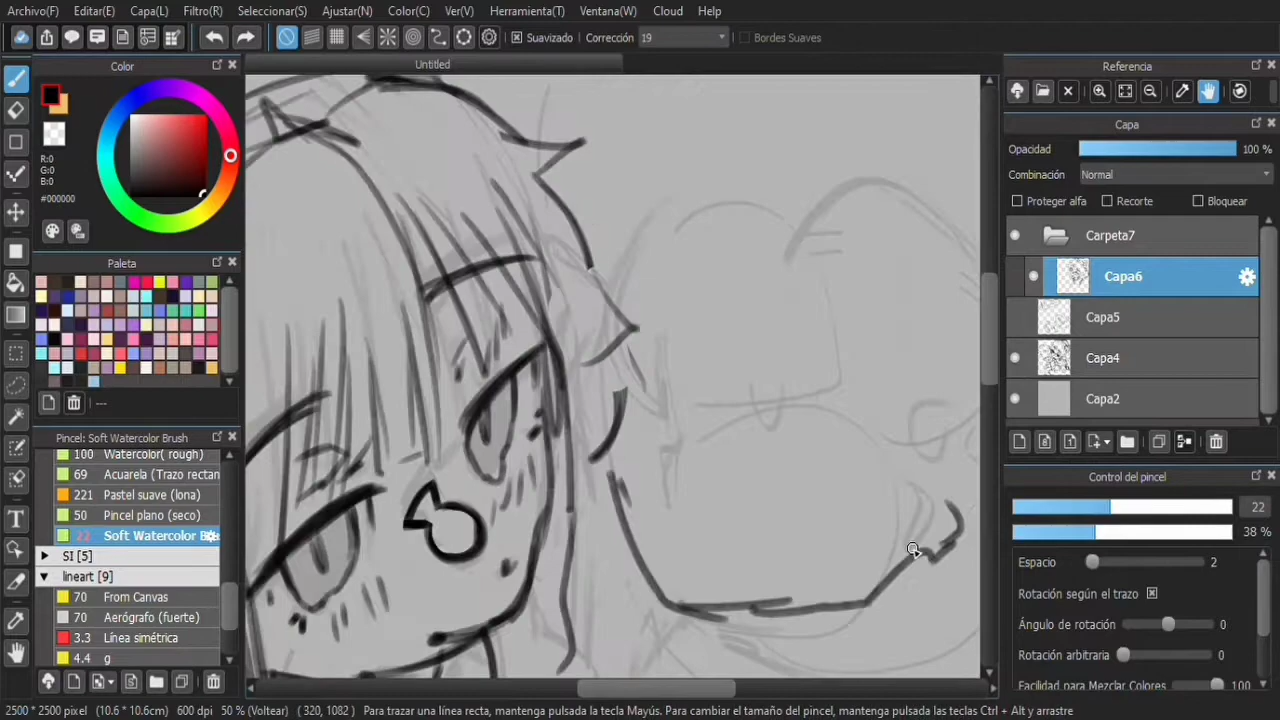 Archivo(F) Editar(E) Capa(L) Filtro(R) Seleccionar(S) Ajustar(N) Color(C) Ver(V) Herramienta(T) Ventana(W) Cloud Help
Suavizado Corrección 19 Bordes Suaves
Untitled
Color
R:0
G:0
B:0
#000000
Paleta
---
Pincel: Soft Watercolor Brush
100 Watercolor( rough)
69 Acuarela (Trazo rectan
221 Pastel suave (lona)
50 Pincel plano (seco)
22 Soft Watercolor B
SI [5]
lineart [9]
70 From Canvas
70 Aerógrafo (fuerte)
3.3 Línea simétrica
4.4 g
Referencia
Capa
Opacidad 100 %
Combinación Normal
Proteger alfa Recorte Bloquear
Carpeta7
Capa6
Capa5
Capa4
Capa2
Control del pincel
22
38 %
Espacio 2
Rotación según el trazo
Ángulo de rotación 0
Rotación arbitraria 0
Facilidad para Mezclar Colores 100
2500 * 2500 pixel (10.6 * 10.6cm) 600 dpi 50 % (Voltear) ( 320, 1082 ) Para trazar una línea recta, mantenga pulsada la tecla Mayús. Para cambiar el tamaño del pincel, mantenga pulsadas las teclas Ctrl + Alt y arrastre